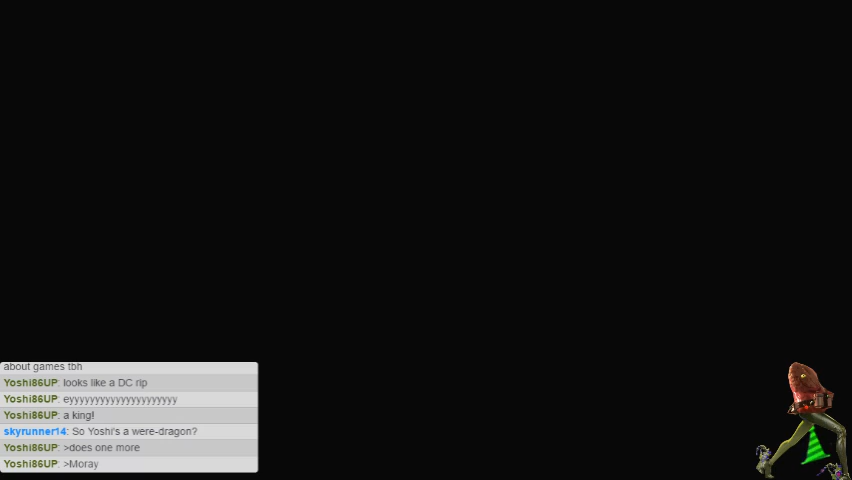 about games tbh
Yoshi86UP: looks like a DC rip
Yoshi86UP: eyyyyyyyyyyyyyyyyyyyy
Yoshi86UP: a king!
skyrunner14: So Yoshi's a were-dragon?
Yoshi86UP: >does one more
Yoshi86UP: >Moray